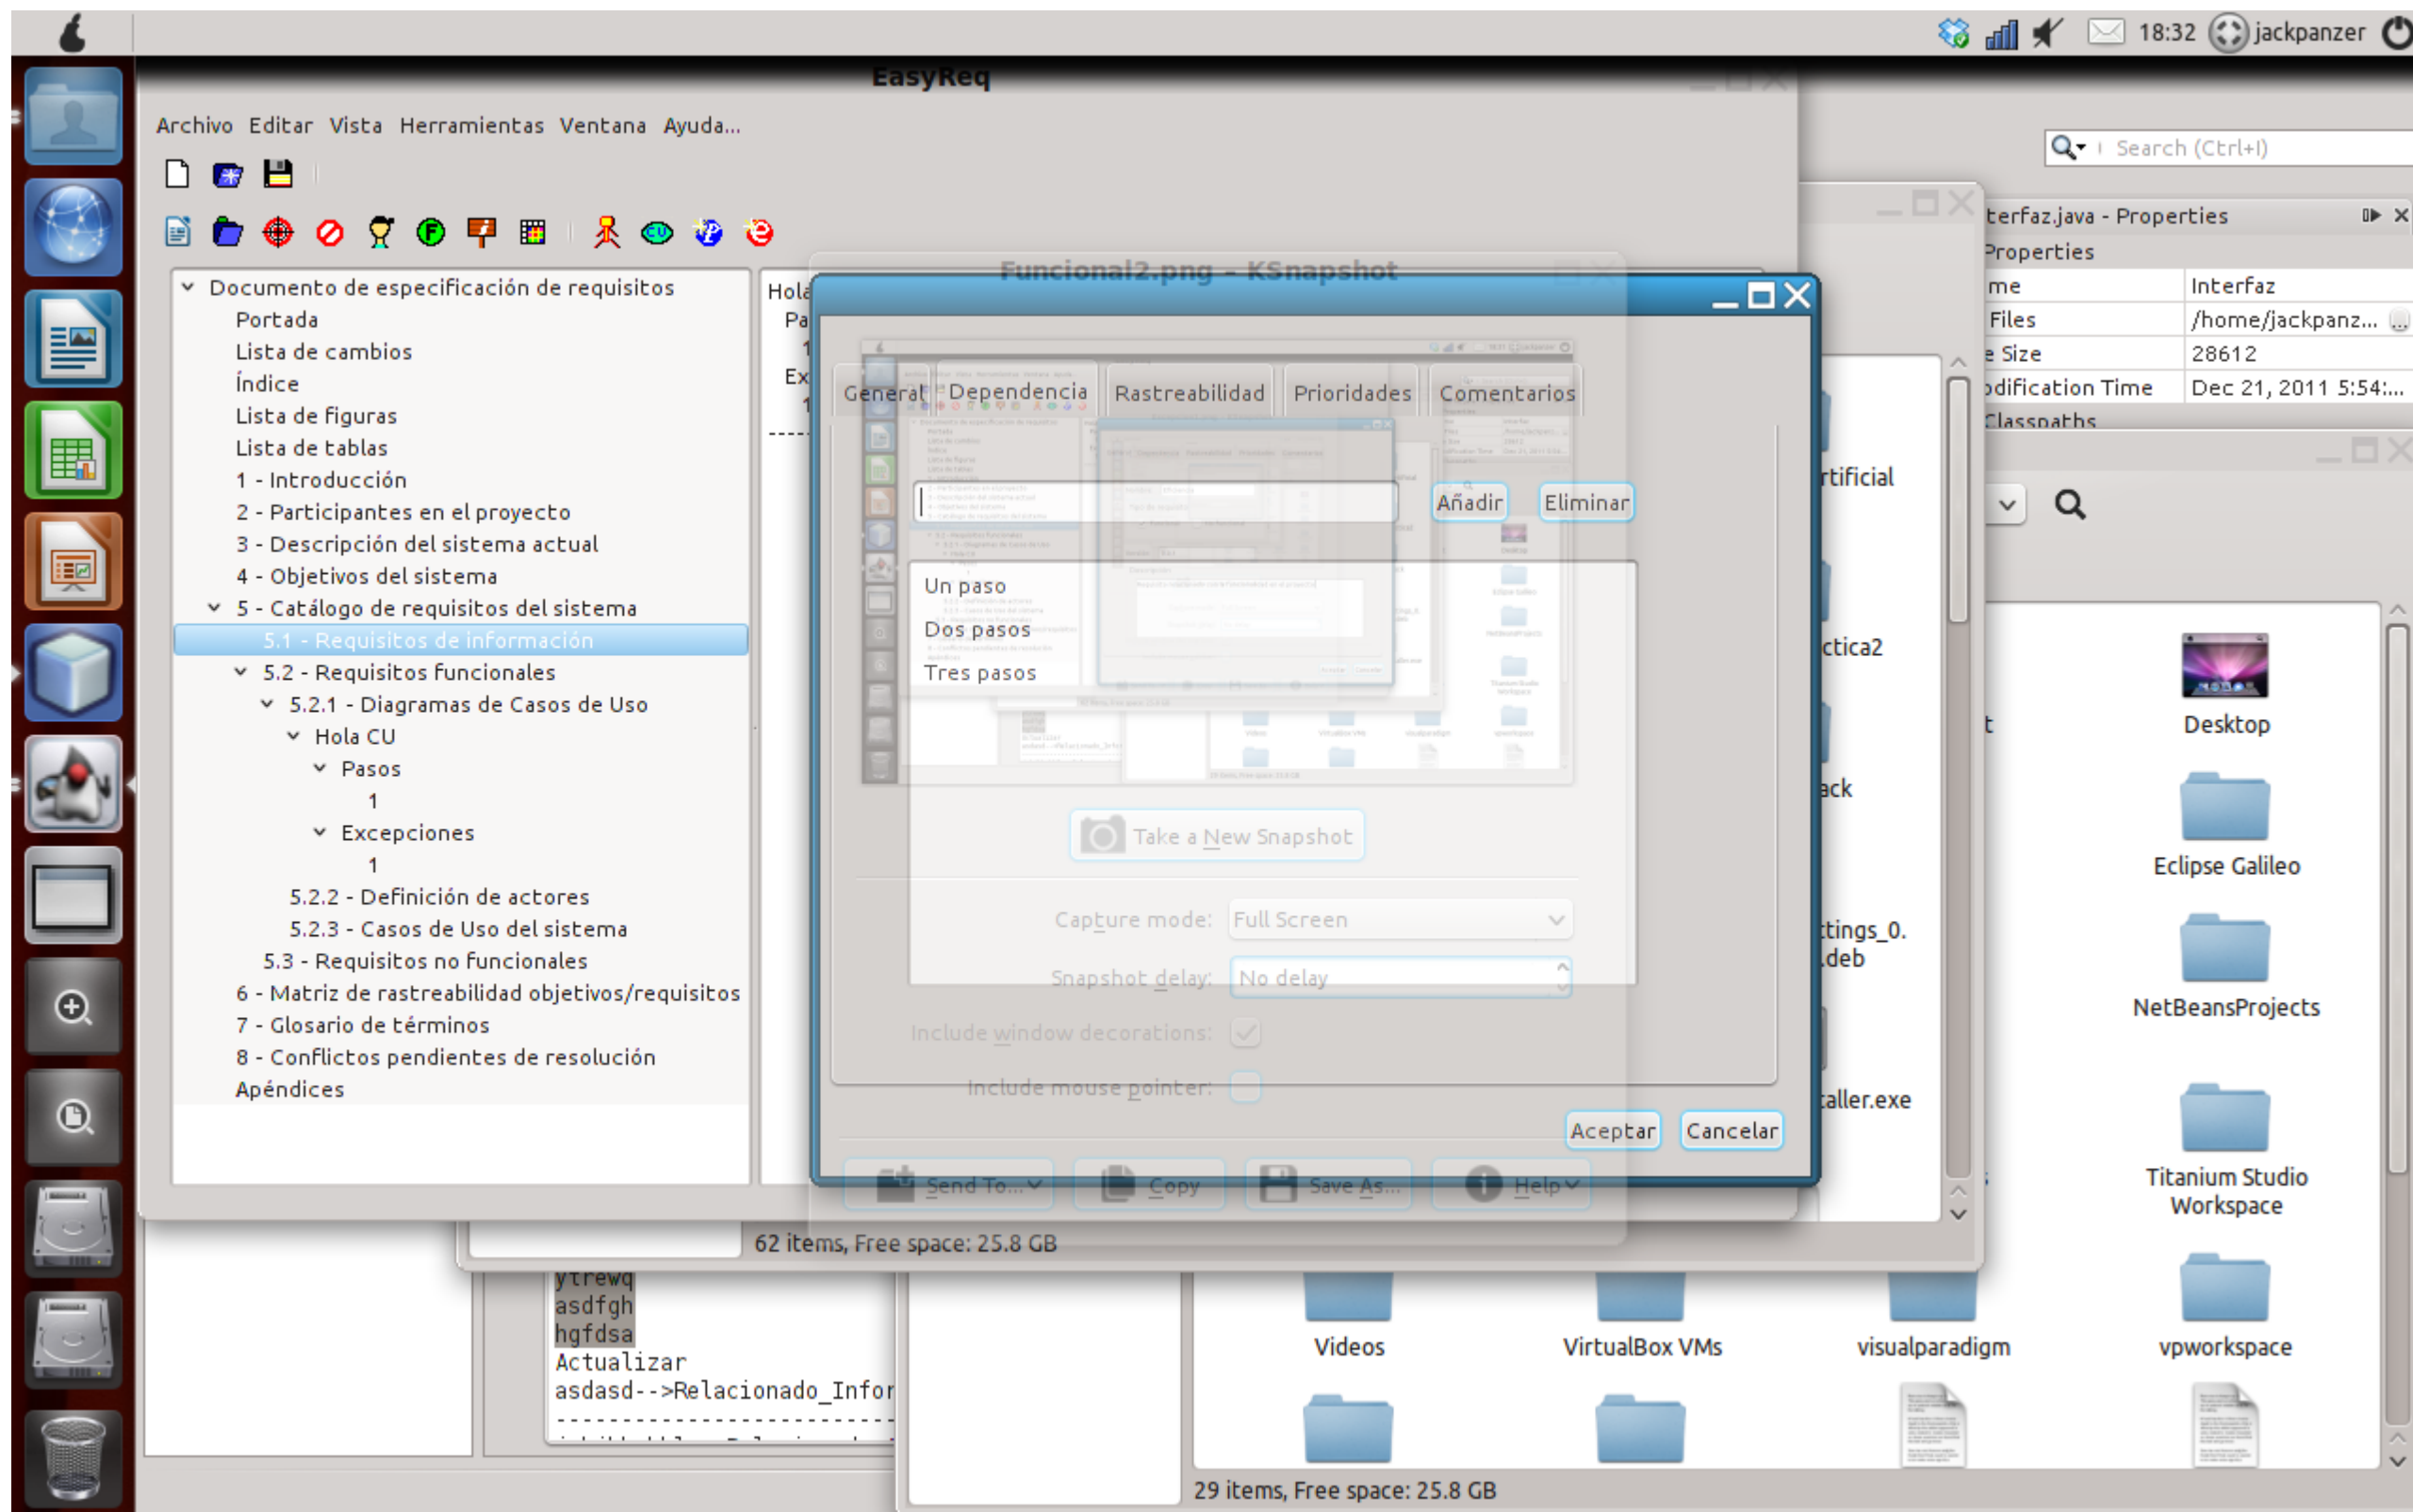 18:32 jackpanzer
EasyReq
Archivo Editar Vista Herramientas Ventana Ayuda...
Search (Ctrl+I)
Documento de especificación de requisitos
Portada
Lista de cambios
Índice
Lista de figuras
Lista de tablas
1 - Introducción
2 - Participantes en el proyecto
3 - Descripción del sistema actual
4 - Objetivos del sistema
5 - Catálogo de requisitos del sistema
5.1 - Requisitos de información
5.2 - Requisitos funcionales
5.2.1 - Diagramas de Casos de Uso
Hola CU
Pasos
1
Excepciones
1
5.2.2 - Definición de actores
5.2.3 - Casos de Uso del sistema
5.3 - Requisitos no funcionales
6 - Matriz de rastreabilidad objetivos/requisitos
7 - Glosario de términos
8 - Conflictos pendientes de resolución
Apéndices
Hola
Pa
1
Ex
1
-----
Funcional2.png - KSnapshot
General Dependencia Rastreabilidad Prioridades Comentarios
Añadir Eliminar
Un paso
Dos pasos
Tres pasos
Take a New Snapshot
Capture mode: Full Screen
Snapshot delay: No delay
Include window decorations:
Include mouse pointer:
Aceptar Cancelar
Send To... Copy Save As... Help
terfaz.java - Properties
Properties
me Interfaz
Files /home/jackpanz... ...
e Size 28612
odification Time Dec 21, 2011 5:54:...
Classpaths
rtificial
ctica2
ack
ttings_0.
.deb
taller.exe
t
Desktop
Eclipse Galileo
NetBeansProjects
Titanium Studio
Workspace
62 items, Free space: 25.8 GB
ytrewq
asdfgh
hgfdsa
Actualizar
asdasd-->Relacionado_Infor
Videos VirtualBox VMs visualparadigm vpworkspace
29 items, Free space: 25.8 GB